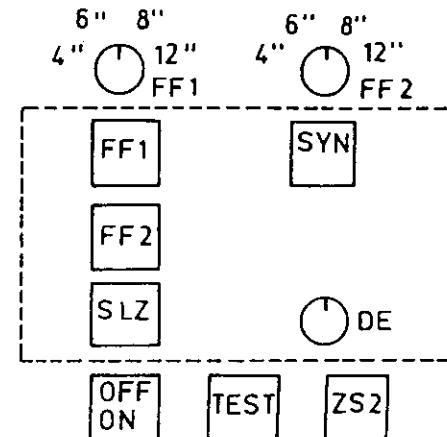 6" 8" 6" 8"
4" 12" 4" 12"
FF1 FF2
FF1 SYN
FF2
SLZ DE
OFF TEST ZS2
ON